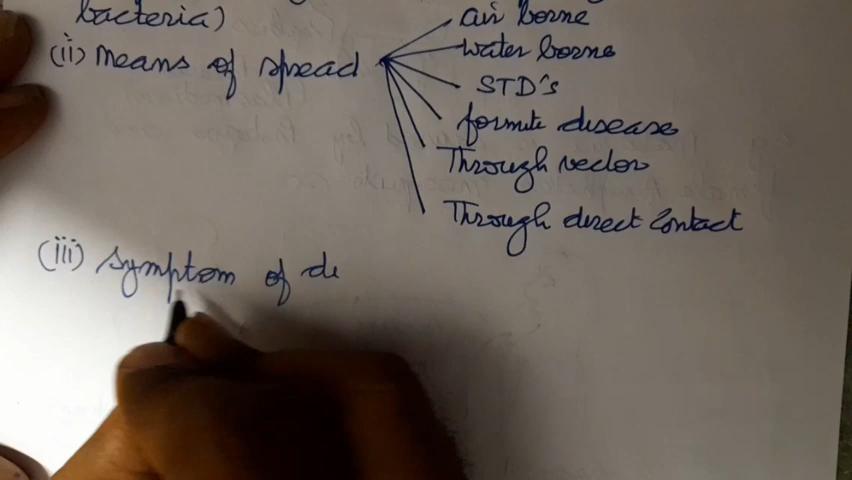 bacteria)
air borne
(ii) Means of spread
water borne
STD's
formite disease
Through vector
Through direct contact
(iii) Symptom of de